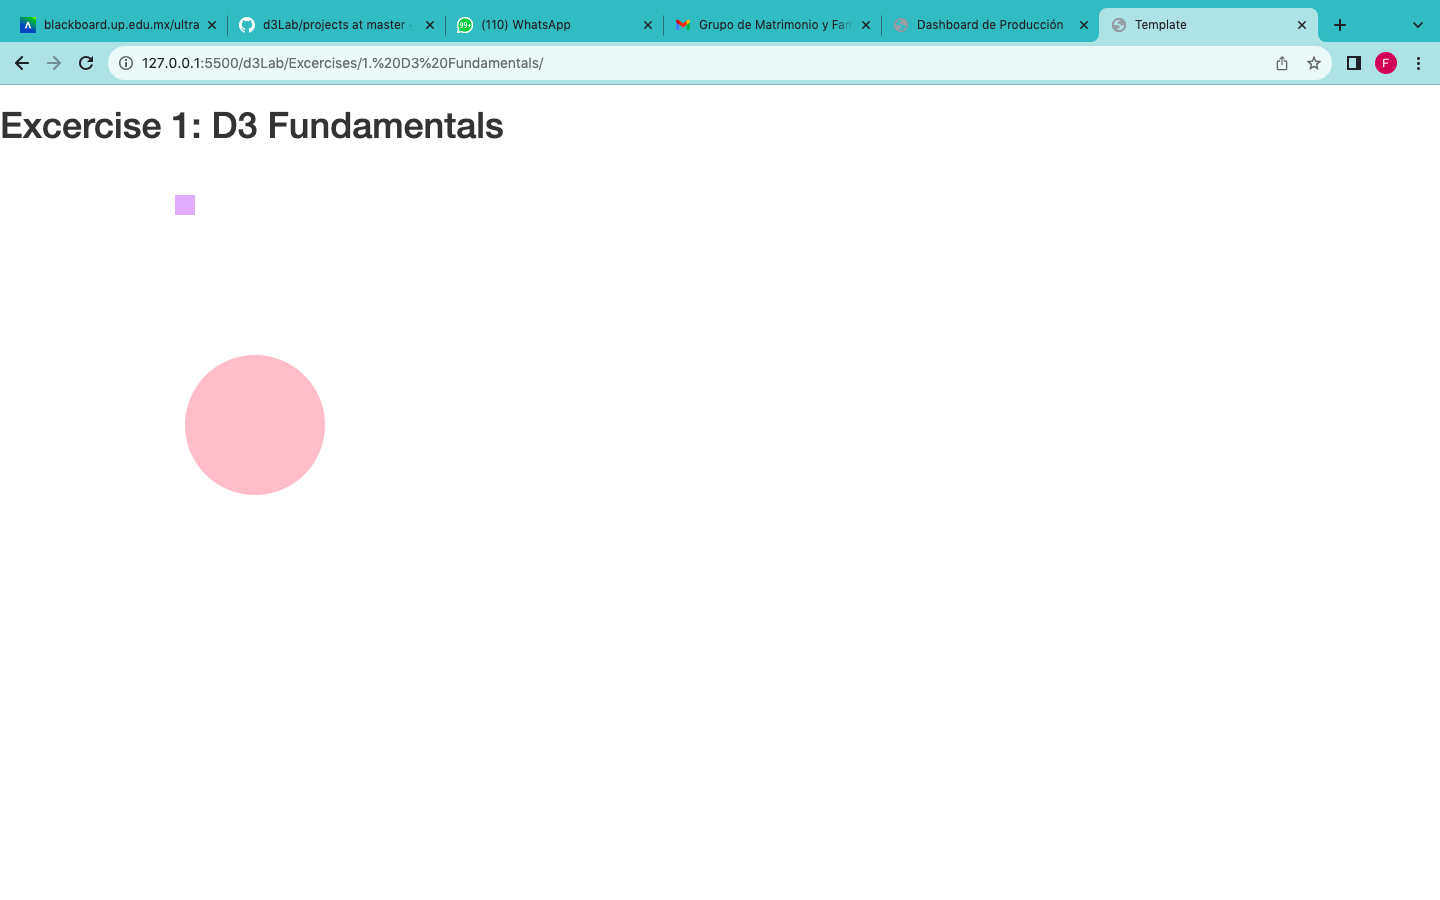 blackboard.up.edu.mx/ultra
d3Lab/projects at master ·
99+
(110) WhatsApp
Grupo de Matrimonio y Fam
Dashboard de Producción
Template
127.0.0.1:5500/d3Lab/Excercises/1.%20D3%20Fundamentals/
F
Excercise 1: D3 Fundamentals